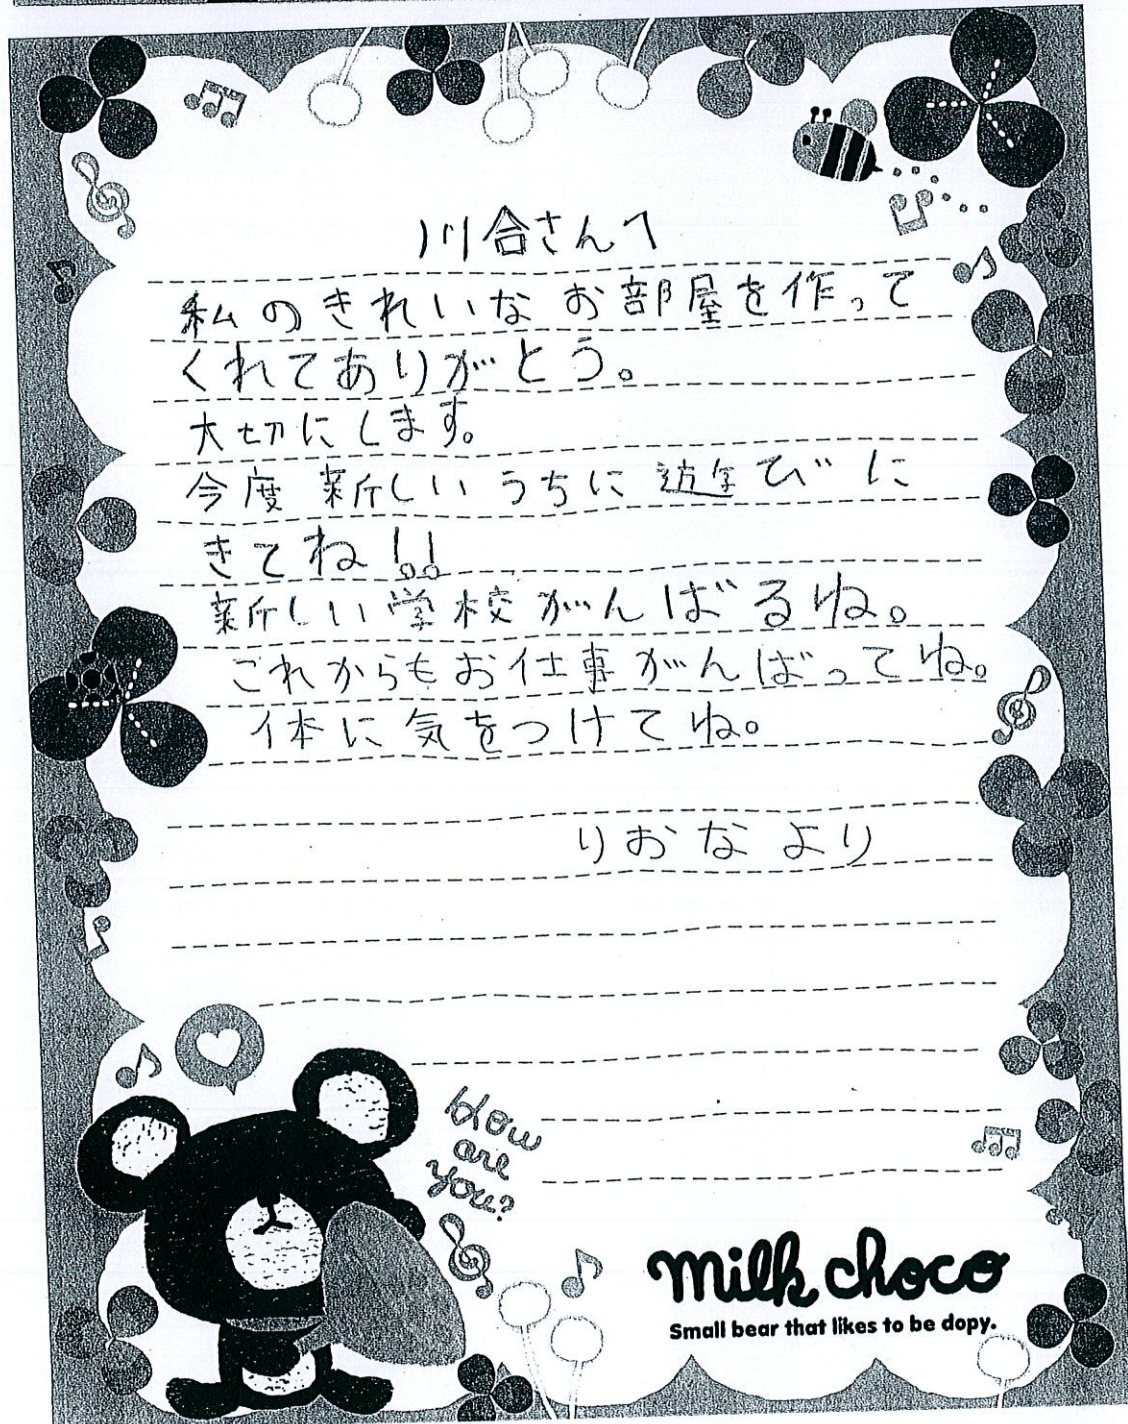 川合さんへ
私のきれいなお部屋を作って
くれてありがとう。
大切にします。
今度新しいうちに遊びに
きてね!!
新しい学校がんばるね。
これからもお仕事がんばってね。
体に気をつけてね。
りおなより
How
are
you?
milk choco
Small bear that likes to be dopy.